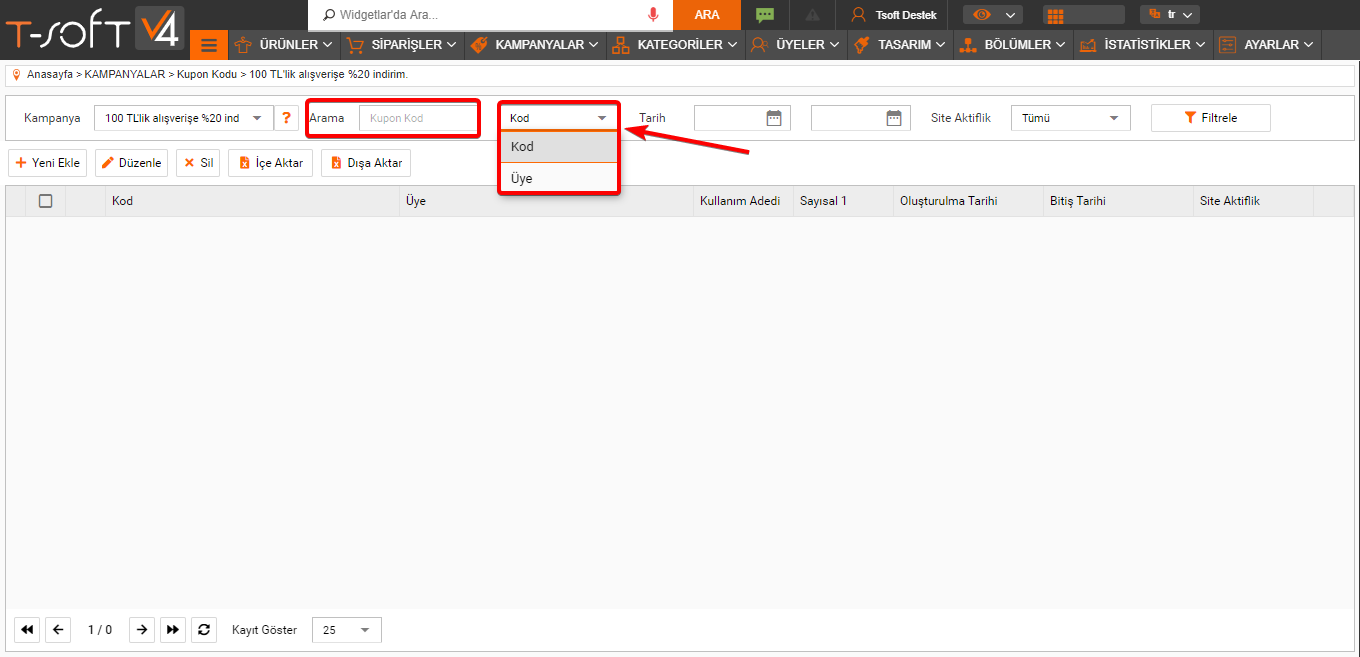 T-SOFT V4
Widgetlar'da Ara...
ARA
Tsoft Destek
tr
ÜRÜNLER
SİPARİŞLER
KAMPANYALAR
KATEGORİLER
ÜYELER
TASARIM
BÖLÜMLER
İSTATİSTİKLER
AYARLAR
Anasayfa > KAMPANYALAR > Kupon Kodu > 100 TL'lik alışverişe %20 indirim.
Kampanya
100 TL'lik alışverişe %20 ind
?
Arama
Kupon Kod
Kod
Tarih
Site Aktiflik
Tümü
Filtrele
Kod
Üye
Yeni Ekle
Düzenle
Sil
İçe Aktar
Dışa Aktar
Kod
Üye
Kullanım Adedi
Sayısal 1
Oluşturulma Tarihi
Bitiş Tarihi
Site Aktiflik
1 / 0
Kayıt Göster
25